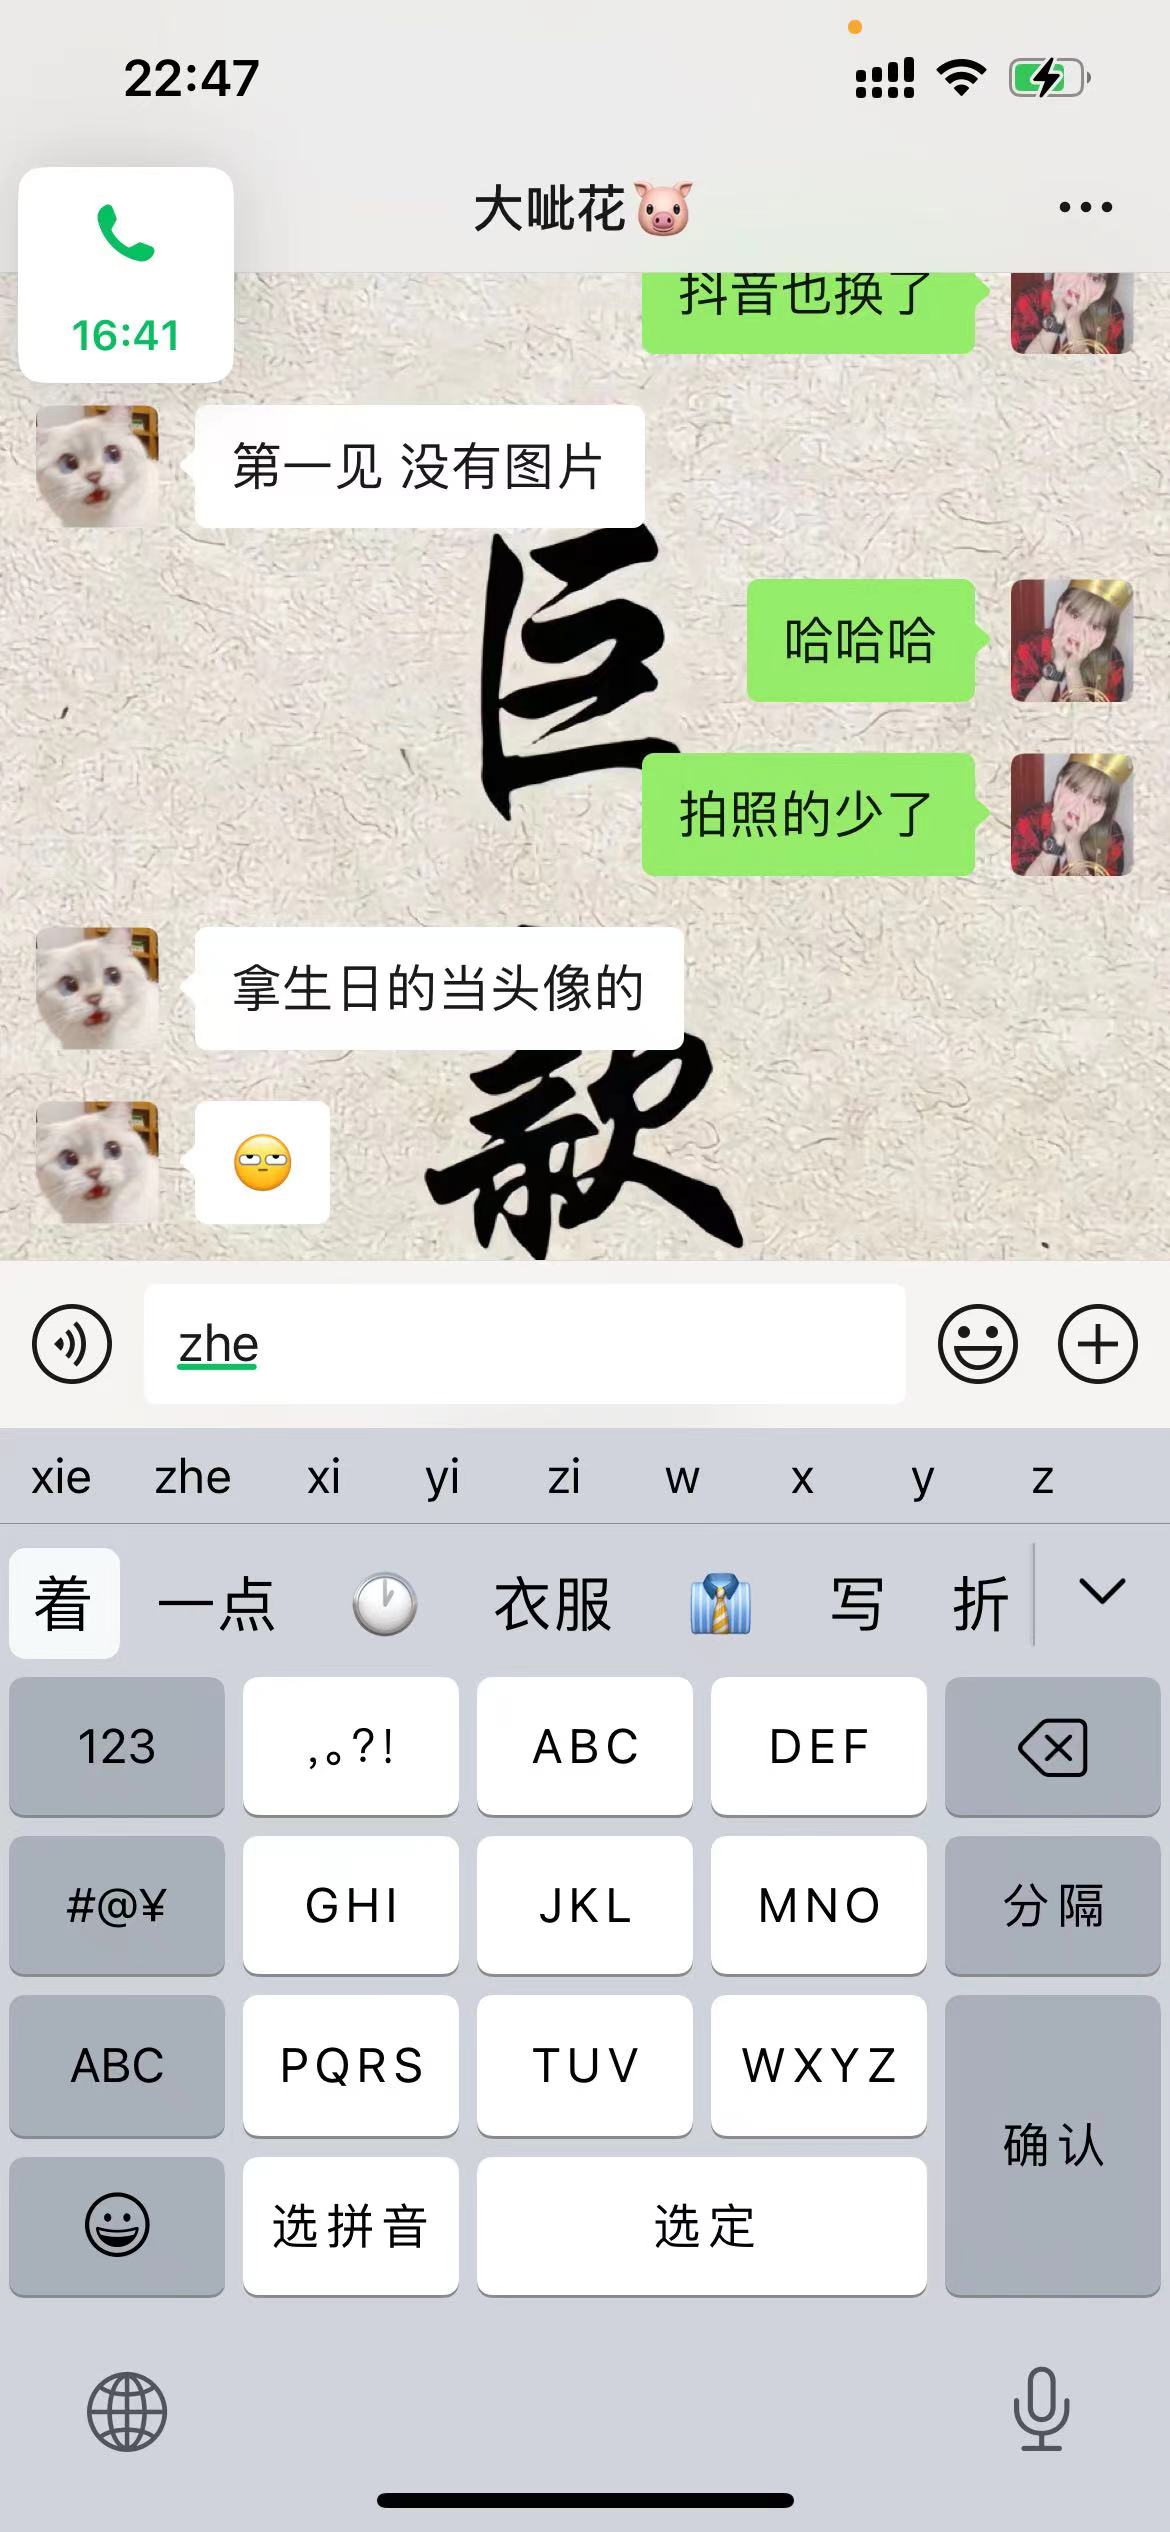 22:47
大呲花🐷
16:41
抖音也换了
第一见 没有图片
哈哈哈
拍照的少了
拿生日的当头像的
巨
款
zhe
xie zhe xi yi zi w x y z
着 一点 🕐 衣服 👔 写 折
123 ,。?! ABC DEF
#@¥ GHI JKL MNO 分隔
ABC PQRS TUV WXYZ
确认
选拼音 选定